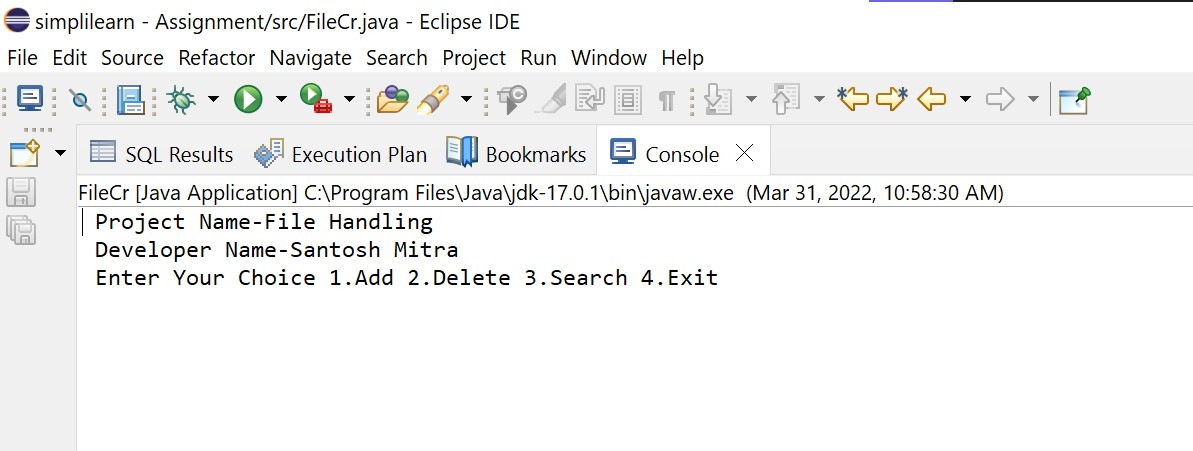 simplilearn - Assignment/src/FileCr.java - Eclipse IDE
File Edit Source Refactor Navigate Search Project Run Window Help
SQL Results Execution Plan Bookmarks Console
FileCr [Java Application] C:\Program Files\Java\jdk-17.0.1\bin\javaw.exe (Mar 31, 2022, 10:58:30 AM)
Project Name-File Handling
Developer Name-Santosh Mitra
Enter Your Choice 1.Add 2.Delete 3.Search 4.Exit